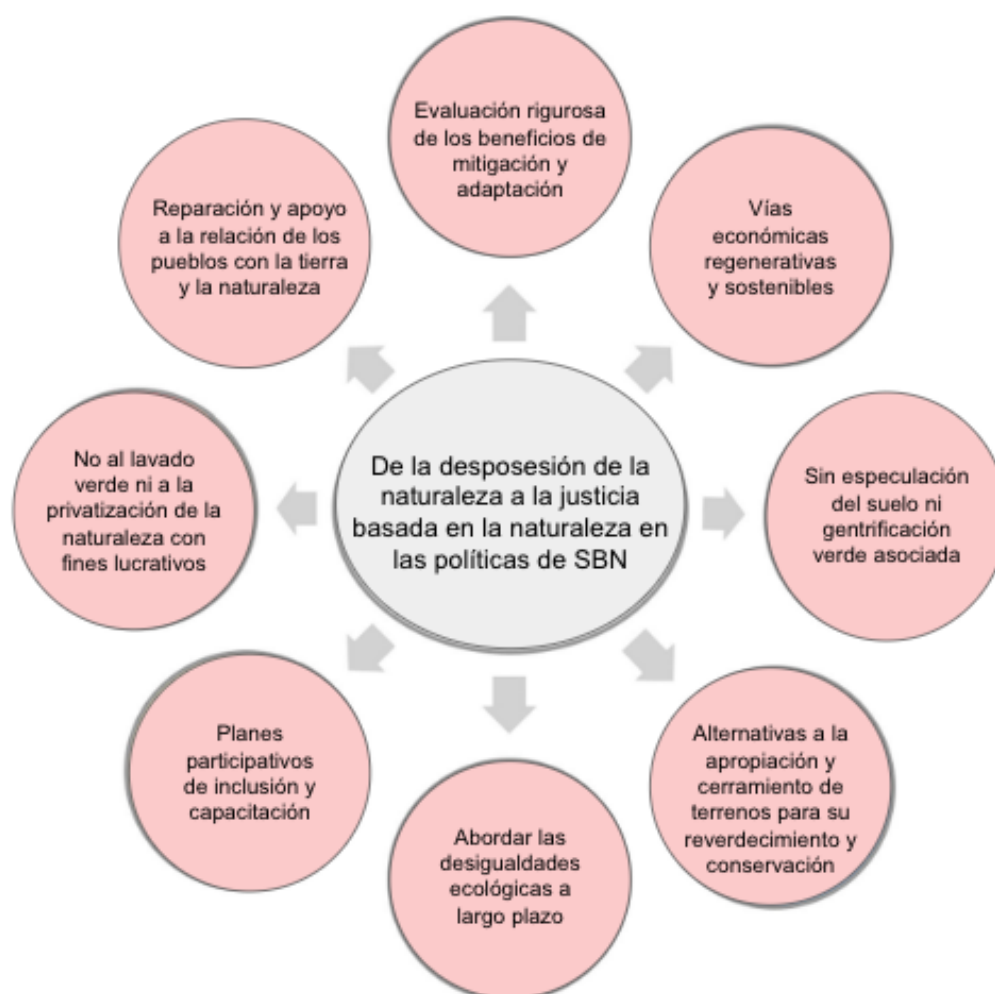 Evaluación rigurosa
de los beneficios de
mitigación y
adaptación
Vías
económicas
regenerativas
y sostenibles
Sin especulación
del suelo ni
gentrificación
verde asociada
Alternativas a la
apropiación y
cerramiento de
terrenos para su
reverdecimiento y
conservación
Abordar las
desigualdades
ecológicas a
largo plazo
Planes
participativos
de inclusión y
capacitación
No al lavado
verde ni a la
privatización de la
naturaleza con
fines lucrativos
Reparación y apoyo
a la relación de los
pueblos con la tierra
y la naturaleza
De la desposesión de la
naturaleza a la justicia
basada en la naturaleza en
las políticas de SBN